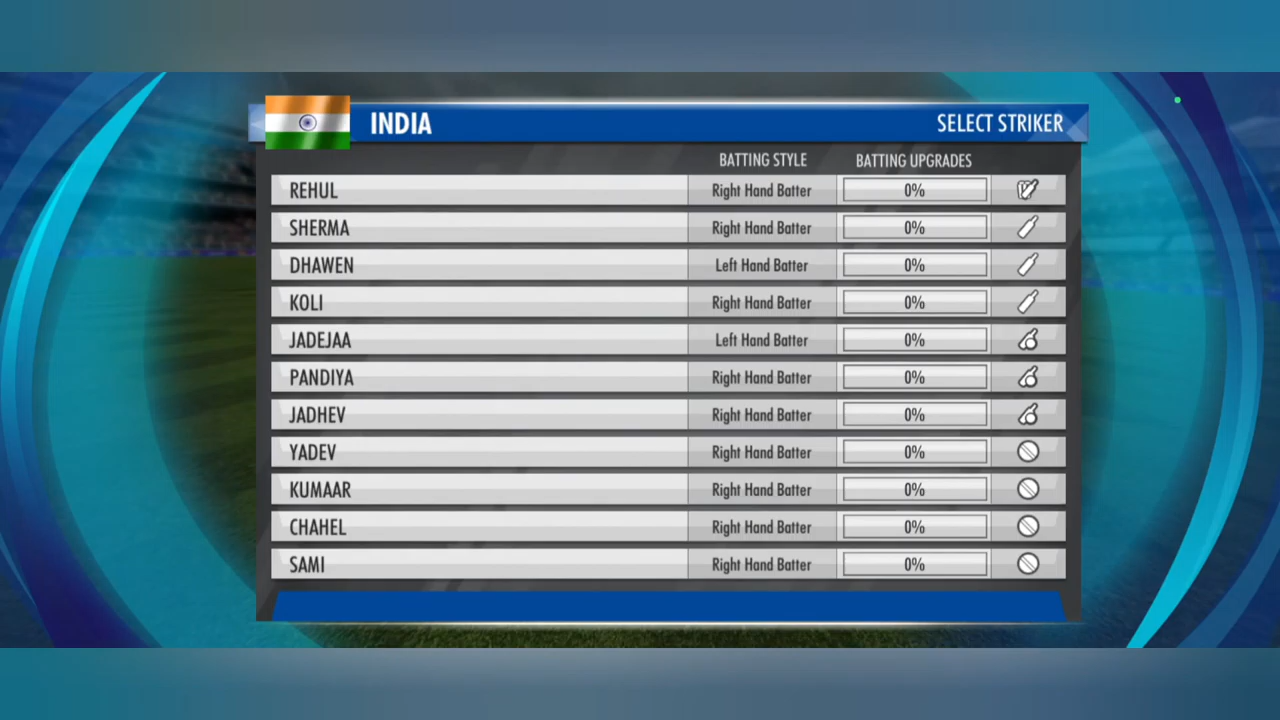 INDIA SELECT STRIKER
BATTING STYLE BATTING UPGRADES
REHUL Right Hand Batter 0%
SHERMA Right Hand Batter 0%
DHAWEN Left Hand Batter 0%
KOLI Right Hand Batter 0%
JADEJAA Left Hand Batter 0%
PANDIYA Right Hand Batter 0%
JADHEV Right Hand Batter 0%
YADEV Right Hand Batter 0%
KUMAAR Right Hand Batter 0%
CHAHEL Right Hand Batter 0%
SAMI Right Hand Batter 0%